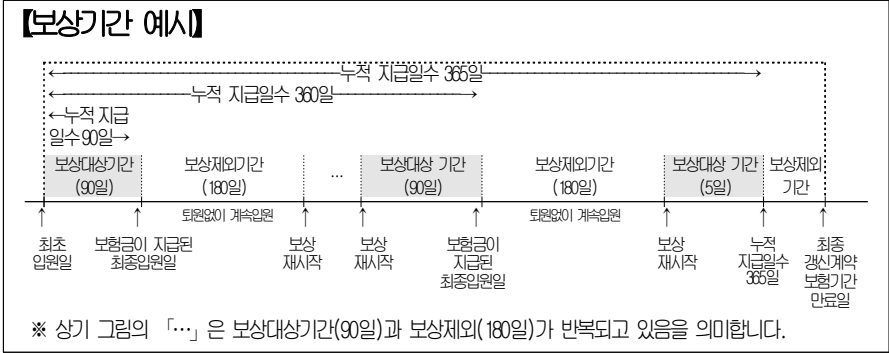 【보상기간 예시】
←누적 지급일수 365일→
←누적 지급일수 360일→
←누적 지급
일수 90일→
보상대상기간 보상제외기간 … 보상대상 기간 보상제외기간 보상대상 기간 보상제외
(90일) (180일) (90일) (180일) (5일) 기간
퇴원없이 계속입원 퇴원없이 계속입원
↑ ↑ ↑ ↑ ↑ ↑ ↑ ↑
최초 보험금이 지급된 보상 보상 보험금이 보상 누적 최종
입원일 최종입원일 재시작 재시작 지급된 재시작 지급일수 갱신계약
최종입원일 365일 보험기간
만료일
※ 상기 그림의 「…」은 보상대상기간(90일)과 보상제외(180일)가 반복되고 있음을 의미합니다.